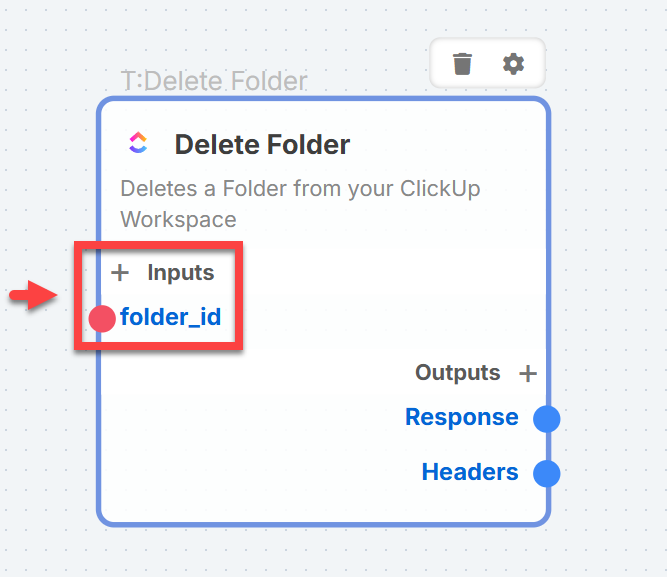 T:Delete Folder
Delete Folder
Deletes a Folder from your ClickUp
Workspace
+ Inputs
folder_id
Outputs +
Response
Headers